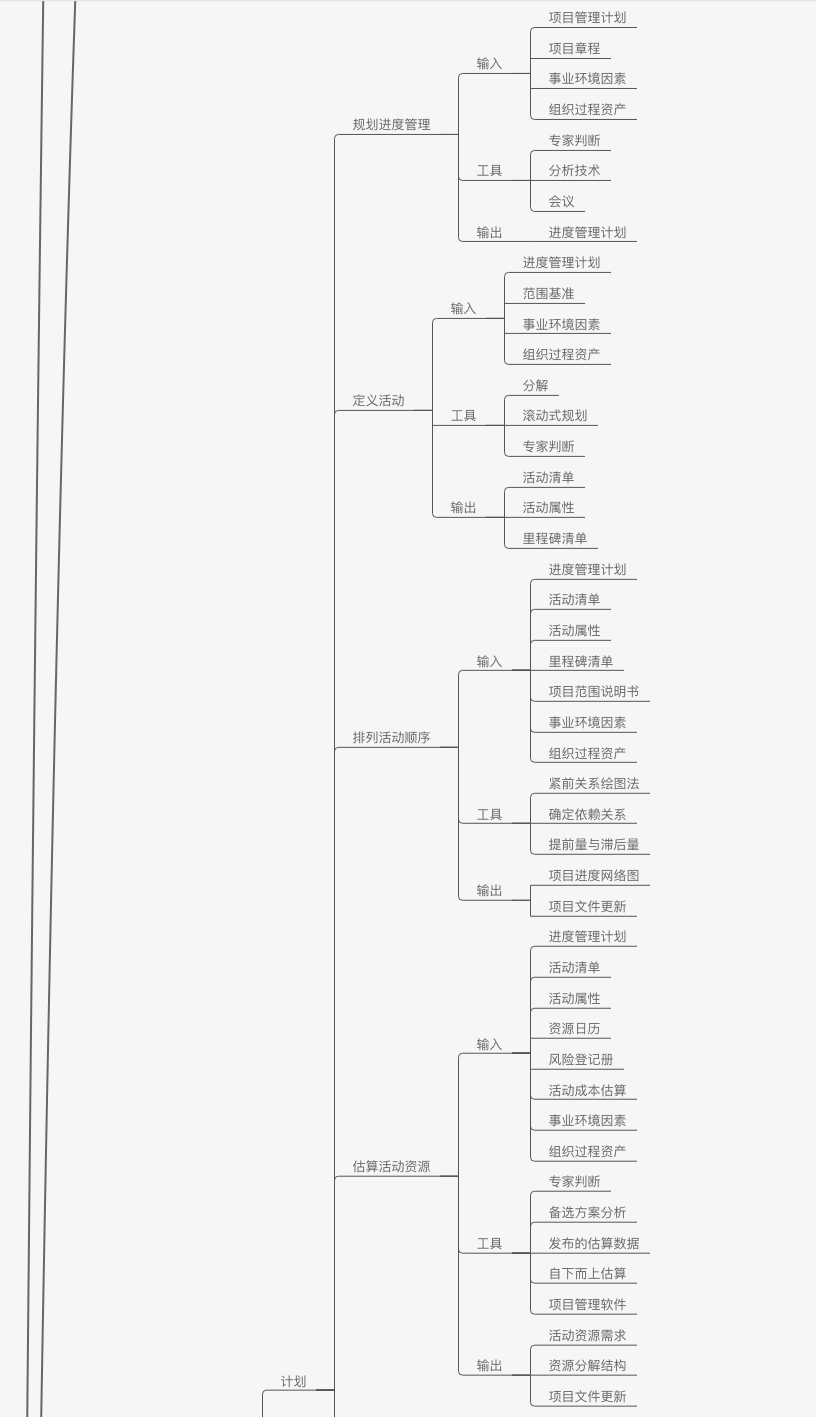 项目管理计划
项目章程
输入
事业环境因素
组织过程资产
规划进度管理
专家判断
工具
分析技术
会议
输出
进度管理计划
进度管理计划
范围基准
输入
事业环境因素
组织过程资产
分解
定义活动
工具
滚动式规划
专家判断
活动清单
输出
活动属性
里程碑清单
进度管理计划
活动清单
活动属性
输入
里程碑清单
项目范围说明书
事业环境因素
排列活动顺序
组织过程资产
紧前关系绘图法
工具
确定依赖关系
提前量与滞后量
项目进度网络图
输出
项目文件更新
进度管理计划
活动清单
活动属性
资源日历
输入
风险登记册
活动成本估算
事业环境因素
组织过程资产
估算活动资源
专家判断
备选方案分析
工具
发布的估算数据
自下而上估算
项目管理软件
活动资源需求
输出
资源分解结构
计划
项目文件更新